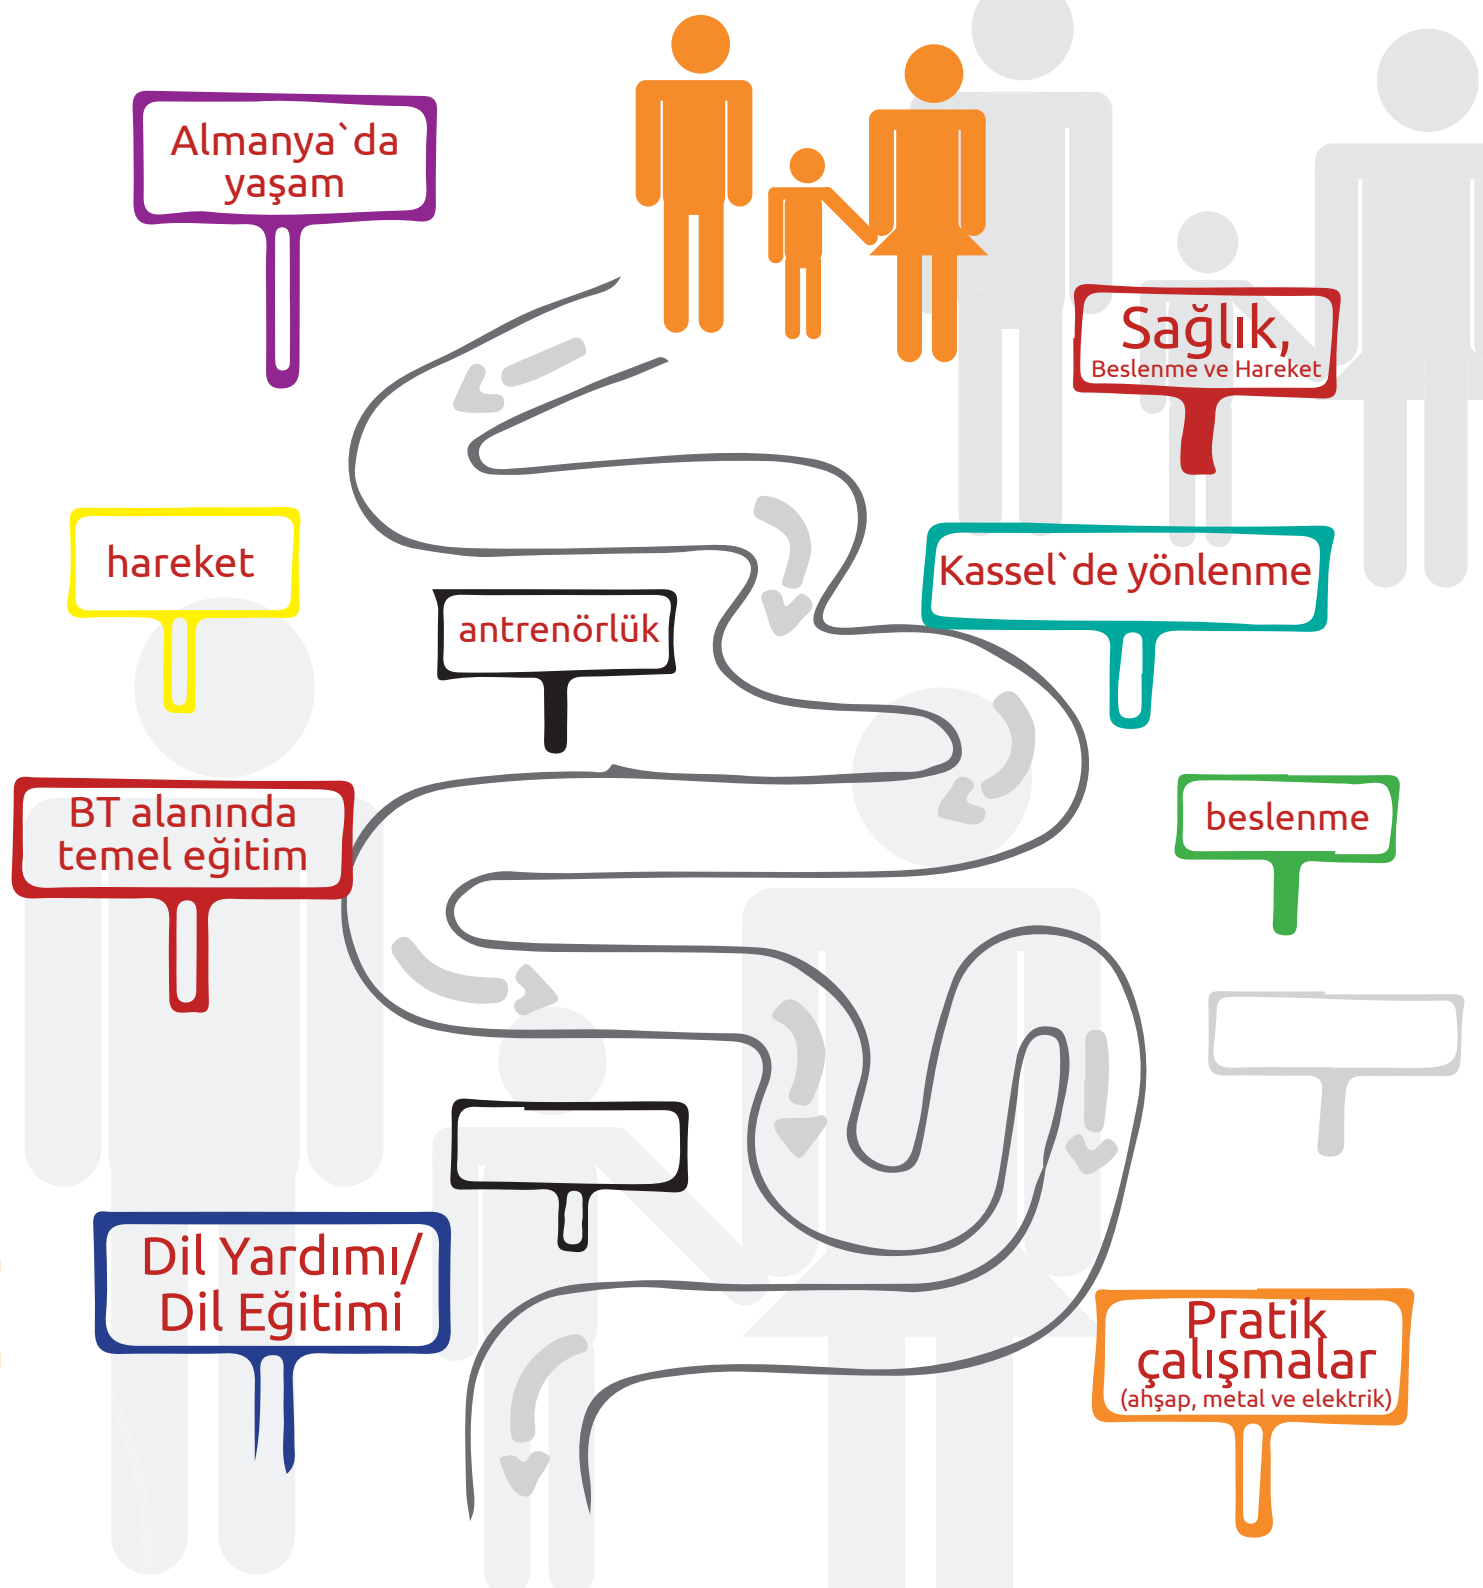 Almanya`da
yaşam
Sağlık,
Beslenme ve Hareket
hareket
Kassel`de yönlenme
antrenörlük
BT alanında
temel eğitim
beslenme
Dil Yardımı/
Dil Eğitimi
Pratik
çalışmalar
(ahşap, metal ve elektrik)